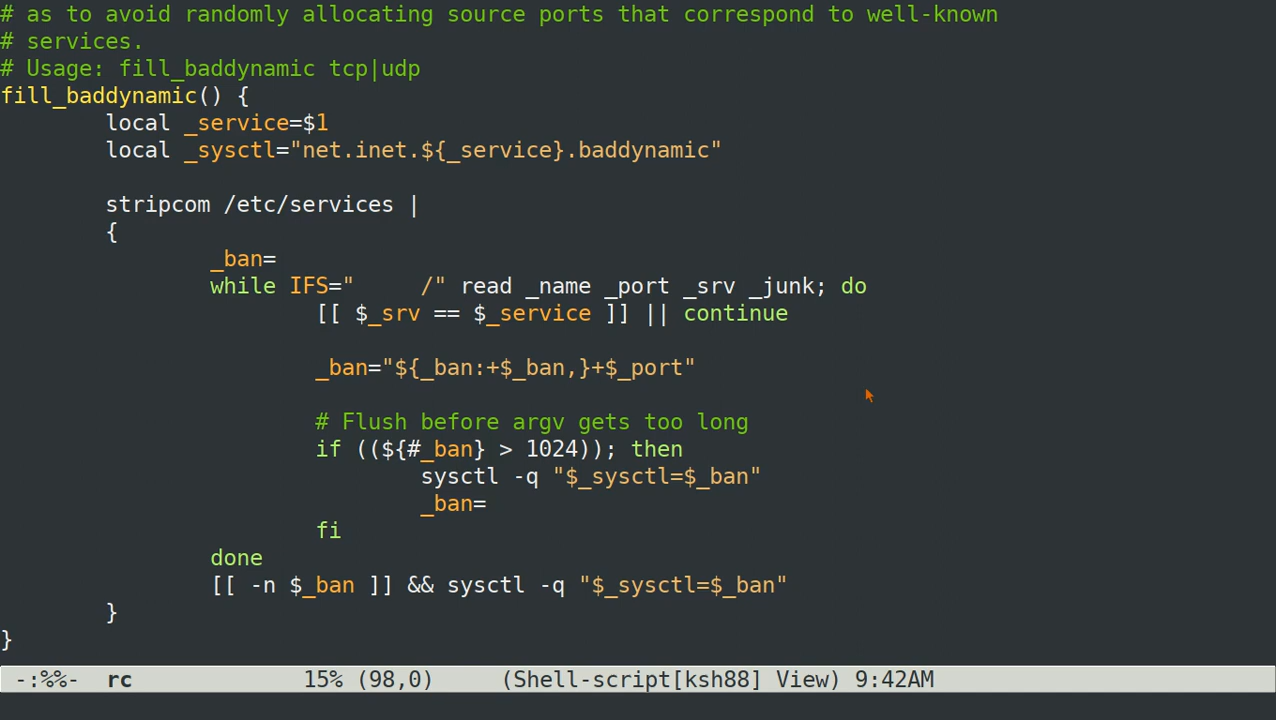 # as to avoid randomly allocating source ports that correspond to well-known
# services.
# Usage: fill_baddynamic tcp|udp
fill_baddynamic() {
        local _service=$1
        local _sysctl="net.inet.${_service}.baddynamic"

        stripcom /etc/services |
        {
                _ban=
                while IFS="     /" read _name _port _srv _junk; do
                        [[ $_srv == $_service ]] || continue

                        _ban="${_ban:+$_ban,}+$_port"

                        # Flush before argv gets too long
                        if ((${#_ban} > 1024)); then
                                sysctl -q "$_sysctl=$_ban"
                                _ban=
                        fi
                done
                [[ -n $_ban ]] && sysctl -q "$_sysctl=$_ban"
        }
}
-:%%-  rc             15% (98,0)     (Shell-script[ksh88] View) 9:42AM